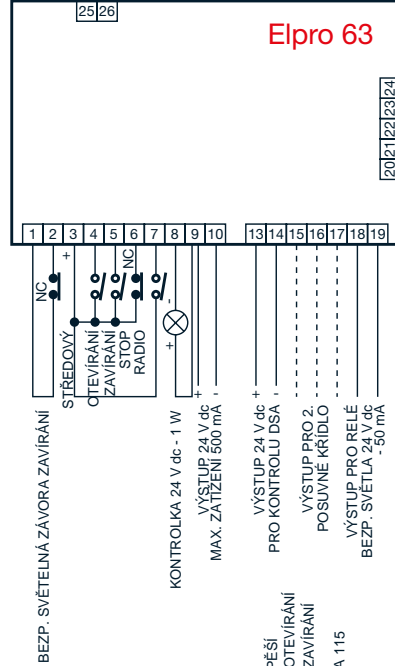 25 26
Elpro 63
20 21 22 23 24
1 2 3 4 5 6 7 8 9 10 13 14 15 16 17 18 19
+
NC
NC
-
+
BEZP. SVĚTELNÁ ZÁVORA ZAVÍRÁNÍ
STŘEDOVÝ
OTEVÍRÁNÍ
ZAVÍRÁNÍ
STOP
RADIO
KONTROLKA 24 V dc - 1 W
VÝSTUP 24 V dc +
MAX. ZATÍŽENÍ 500 mA -
VÝSTUP 24 V dc +
PRO KONTROLU DSA -
VÝSTUP PRO 2.
POSUVNÉ KŘÍDLO
VÝSTUP PRO RELÉ
BEZP. SVĚTLA 24 V dc
- 50 mA
PĚŠÍ
OTEVÍRÁNÍ
ZAVÍRÁNÍ
A 115